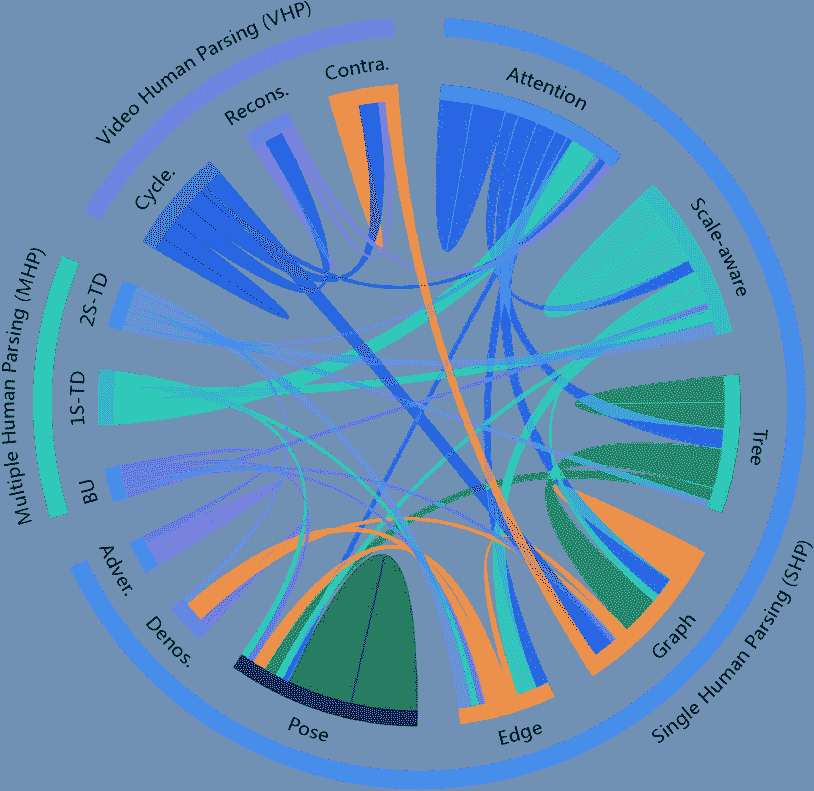 Video Human Parsing (VHP)
Contra.
Attention
Recons.
Cycle.
Scale-aware
2S-TD
Multiple Human Parsing (MHP)
1S-TD
Tree
BU
Adver.
Denos.
Graph
Single Human Parsing (SHP)
Pose
Edge